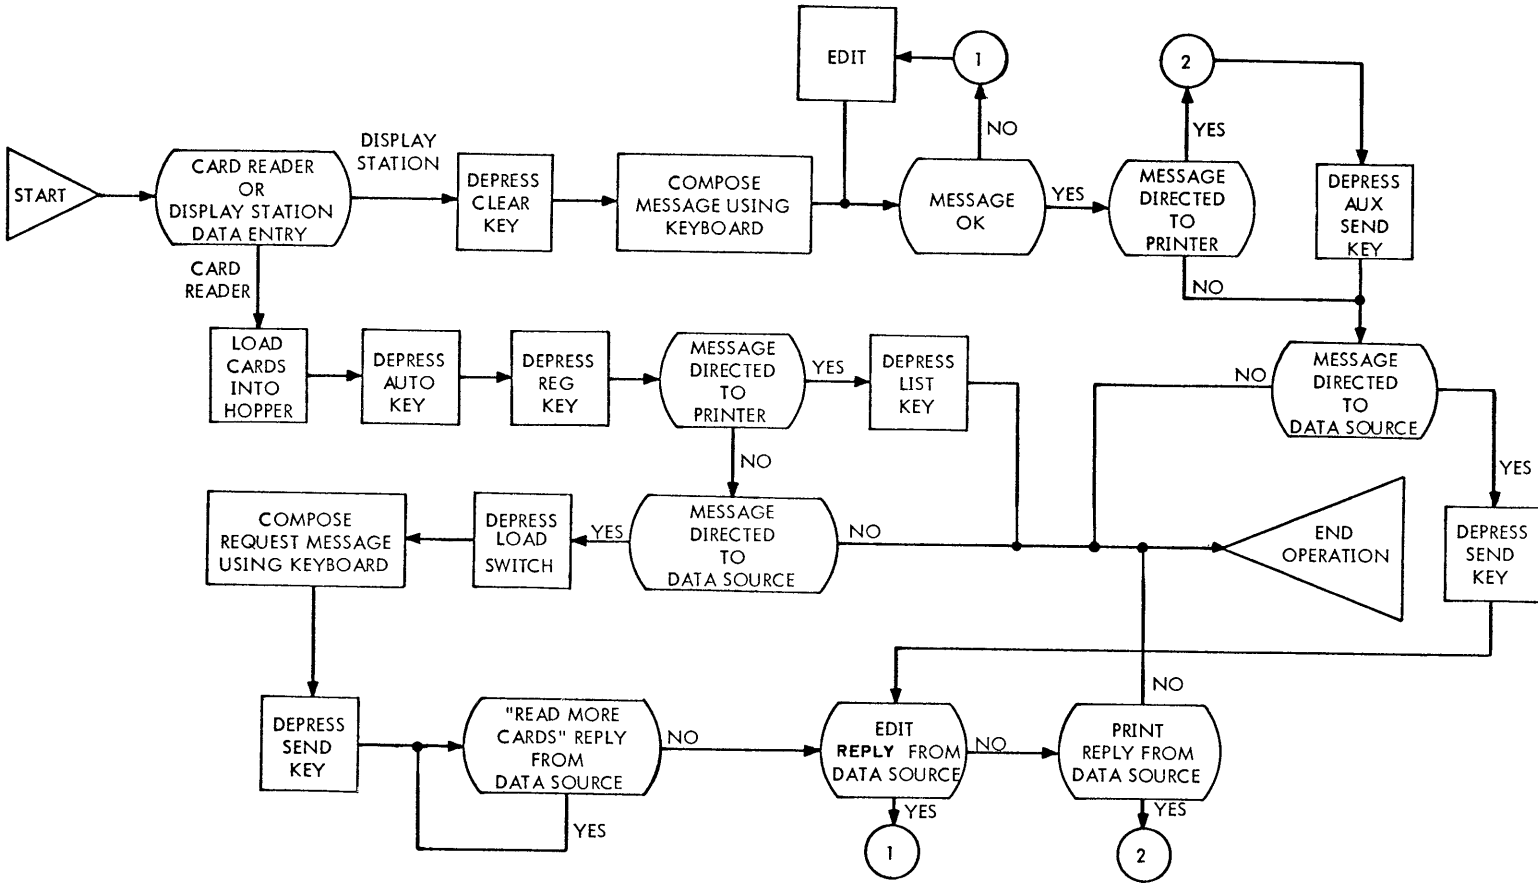 START
CARD READER
OR
DISPLAY STATION
DATA ENTRY
DISPLAY
STATION
CARD
READER
DEPRESS
CLEAR
KEY
COMPOSE
MESSAGE USING
KEYBOARD
EDIT
1
NO
MESSAGE
OK
YES
2
YES
MESSAGE
DIRECTED
TO
PRINTER
NO
DEPRESS
AUX
SEND
KEY
LOAD
CARDS
INTO
HOPPER
DEPRESS
AUTO
KEY
DEPRESS
REG
KEY
MESSAGE
DIRECTED
TO
PRINTER
YES
DEPRESS
LIST
KEY
NO
NO
MESSAGE
DIRECTED
TO
DATA SOURCE
YES
COMPOSE
REQUEST MESSAGE
USING KEYBOARD
DEPRESS
LOAD
SWITCH
YES
MESSAGE
DIRECTED
TO
DATA SOURCE
NO
END
OPERATION
DEPRESS
SEND
KEY
DEPRESS
SEND
KEY
"READ MORE
CARDS" REPLY
FROM
DATA SOURCE
NO
YES
EDIT
REPLY FROM
DATA SOURCE
NO
YES
1
NO
PRINT
REPLY FROM
DATA SOURCE
YES
2